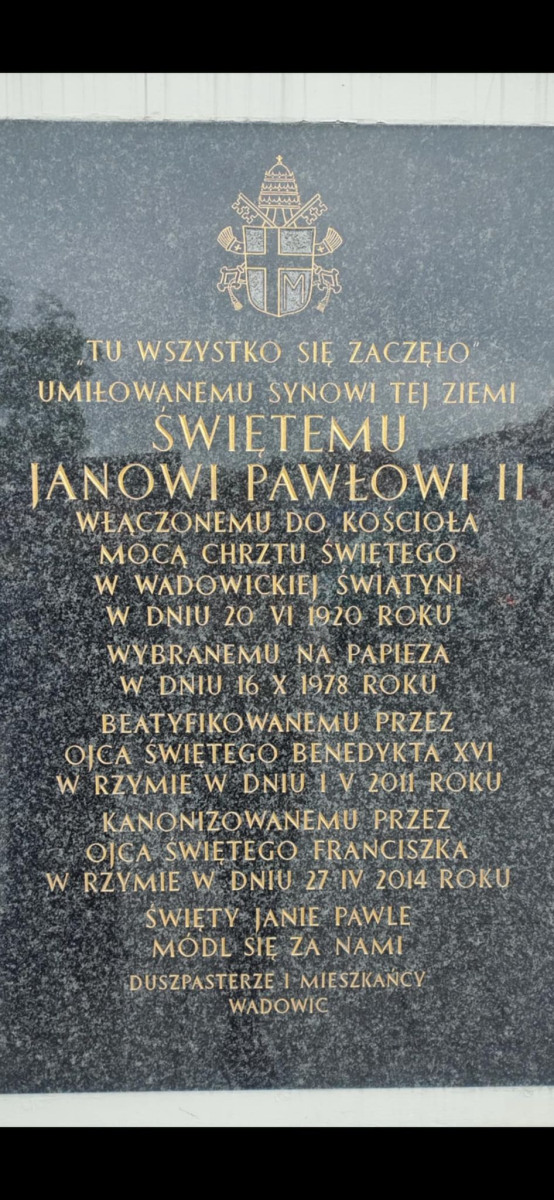 M
„TU WSZYSTKO SIĘ ZACZĘŁO"
UMIŁOWANEMU SYNOWI TEJ ZIEMI
ŚWIĘTEMU
JANOWI PAWŁOWI II
WŁĄCZONEMU DO KOŚCIOŁA
MOCĄ CHRZTU ŚWIĘTEGO
W WADOWICKIEJ ŚWIĄTYNI
W DNIU 20 VI 1920 ROKU
WYBRANEMU NA PAPIEŻA
W DNIU 16 X 1978 ROKU
BEATYFIKOWANEMU PRZEZ
OJCA ŚWIĘTEGO BENEDYKTA XVI
W RZYMIE W DNIU 1 V 2011 ROKU
KANONIZOWANEMU PRZEZ
OJCA ŚWIĘTEGO FRANCISZKA
W RZYMIE W DNIU 27 IV 2014 ROKU
ŚWIĘTY JANIE PAWLE
MÓDL SIĘ ZA NAMI
DUSZPASTERZE I MIESZKAŃCY
WADOWIC